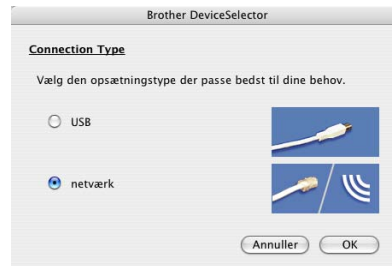 Brother DeviceSelector
Connection Type
Vælg den opsætningstype der passe bedst til dine behov.
USB
netværk
Annuller
OK